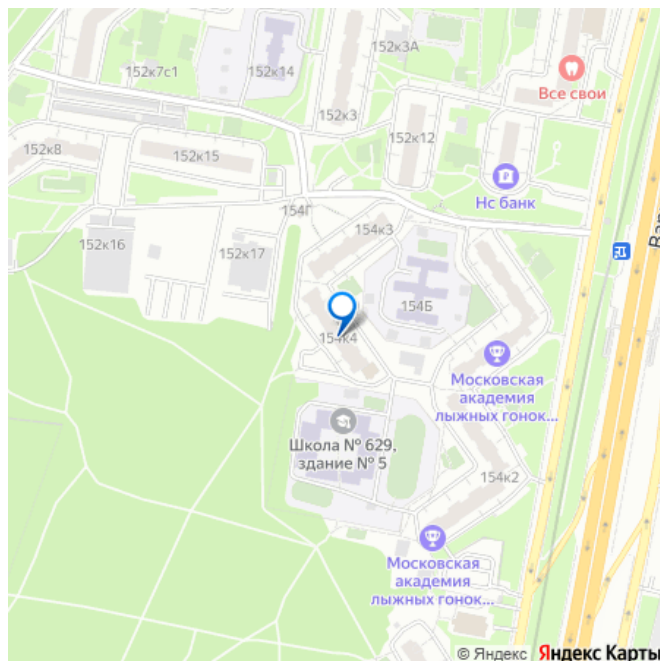 152к3А
152к7с1
152к14
Все свои
152к3
152к12
152к8
152к15
Нс банк
154Г
154к3
Вар
152к16
152к17
154Б
154к4
Московская
академия
лыжных гонок...
Школа № 629,
здание № 5
154к2
Московская
академия
лыжных гонок...
© Яндекс Яндекс Карты